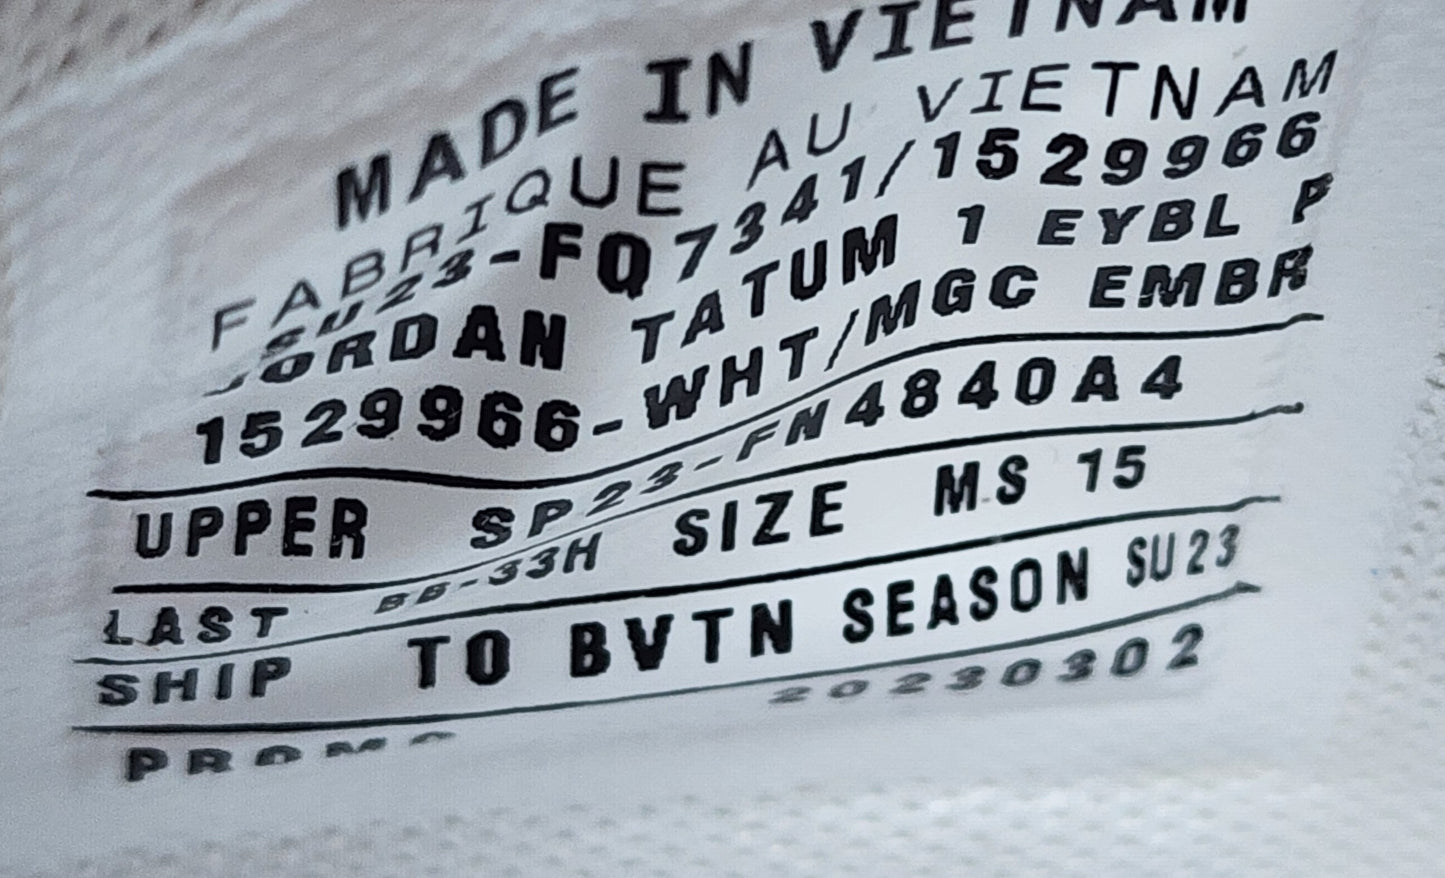 MADE IN VIETNAM
FABRIQUE AU VIETNAM
SU23-FQ7341/1529966
JORDAN TATUM 1 EYBL P
1529966-WHT/MGC EMBR
UPPER SP23-FN4840A4
LAST BB-33H SIZE MS 15
SHIP TO BVTN SEASON SU23
PROMO 20230302